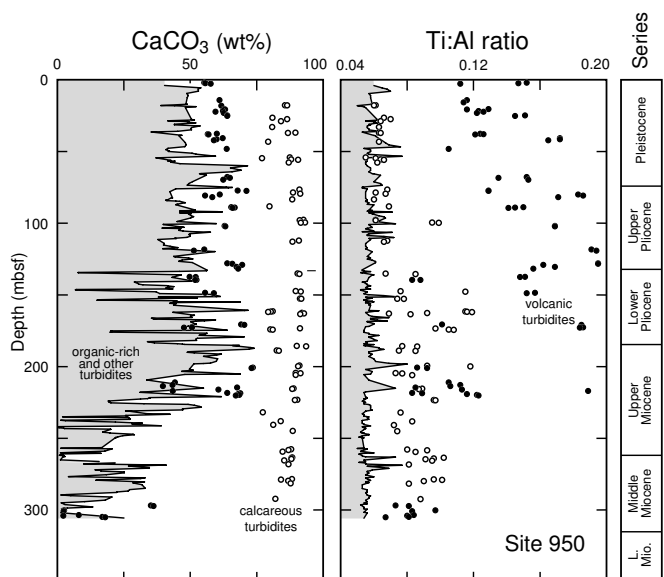 CaCO3 (wt%)
Ti:Al ratio
Series
0 50 100
0.04 0.12 0.20
Depth (mbsf)
0
100
200
300
organic-rich
and other
turbidites
calcareous
turbidites
volcanic
turbidites
Site 950
Pleistocene
Upper
Pliocene
Lower
Pliocene
Upper
Miocene
Middle
Miocene
L.
Mio.